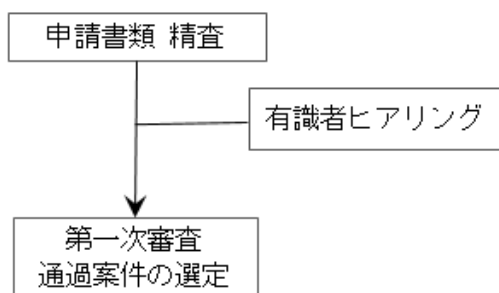 申請書類 精査
有識者ヒアリング
第一次審査
通過案件の選定